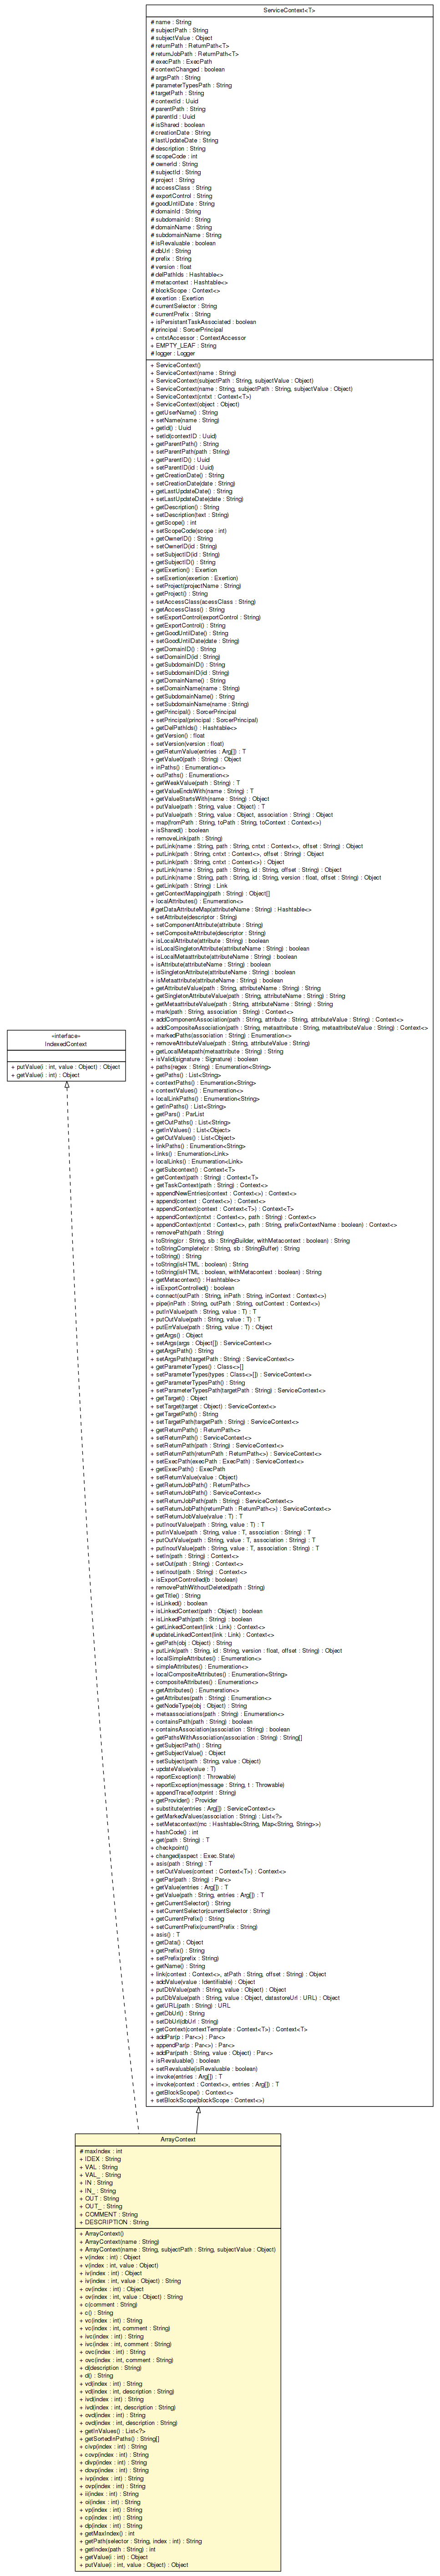 ServiceContext<T>
# name : String
# subjectPath : String
# subjectValue : Object
# returnPath : ReturnPath<T>
# returnJobPath : ReturnPath<T>
# execPath : ExecPath
# contextChanged : boolean
# argsPath : String
# parameterTypesPath : String
# targetPath : String
# contextId : Uuid
# parentPath : String
# parentId : Uuid
# isShared : boolean
# creationDate : String
# lastUpdateDate : String
# description : String
# scopeCode : int
# ownerId : String
# subjectId : String
# project : String
# accessClass : String
# exportControl : String
# goodUntilDate : String
# domainId : String
# subdomainId : String
# domainName : String
# subdomainName : String
# isRevaluable : boolean
# dbUrl : String
# prefix : String
# version : float
# delPathIds : Hashtable<>
# metacontext : Hashtable<>
# blockScope : Context<>
# exertion : Exertion
# currentSelector : String
# currentPrefix : String
+ isPersistantTaskAssociated : boolean
# principal : SorcerPrincipal
+ cntxtAccessor : ContextAccessor
+ EMPTY_LEAF : String
# logger : Logger
+ ServiceContext()
+ ServiceContext(name : String)
+ ServiceContext(subjectPath : String, subjectValue : Object)
+ ServiceContext(name : String, subjectPath : String, subjectValue : Object)
+ ServiceContext(cntxt : Context<T>)
+ ServiceContext(object : Object)
+ getUserName() : String
+ setName(name : String)
+ getId() : Uuid
+ setId(contextID : Uuid)
+ getParentPath() : String
+ setParentPath(path : String)
+ getParentID() : Uuid
+ setParentID(id : Uuid)
+ getCreationDate() : String
+ setCreationDate(date : String)
+ getLastUpdateDate() : String
+ setLastUpdateDate(date : String)
+ getDescription() : String
+ setDescription(text : String)
+ getScope() : int
+ setScopeCode(scope : int)
+ getOwnerID() : String
+ setOwnerID(id : String)
+ setSubjectID(id : String)
+ getSubjectID() : String
+ getExertion() : Exertion
+ setExertion(exertion : Exertion)
+ setProject(projectName : String)
+ getProject() : String
+ setAccessClass(acessClass : String)
+ getAccessClass() : String
+ setExportControl(exportControl : String)
+ getExportControl() : String
+ getGoodUntilDate() : String
+ setGoodUntilDate(date : String)
+ getDomainID() : String
+ setDomainID(id : String)
+ getSubdomainID() : String
+ setSubdomainID(id : String)
+ getDomainName() : String
+ setDomainName(name : String)
+ getSubdomainName() : String
+ setSubdomainName(name : String)
+ getPrincipal() : SorcerPrincipal
+ setPrincipal(principal : SorcerPrincipal)
+ getDelPathIds() : Hashtable<>
+ getVersion() : float
+ setVersion(version : float)
+ getReturnValue(entries : Arg[]) : T
+ getValue0(path : String) : Object
+ inPaths() : Enumeration<>
+ outPaths() : Enumeration<>
+ getWeakValue(path : String) : T
+ getValueEndsWith(name : String) : T
+ getValueStartsWith(name : String) : Object
+ putValue(path : String, value : Object) : T
+ putValue(path : String, value : Object, association : String) : Object
+ map(fromPath : String, toPath : String, toContext : Context<>)
+ isShared() : boolean
+ removeLink(path : String)
+ putLink(name : String, path : String, cntxt : Context<>, offset : String) : Object
+ putLink(path : String, cntxt : Context<>, offset : String) : Object
+ putLink(path : String, cntxt : Context<>) : Object
+ putLink(name : String, path : String, id : String, offset : String) : Object
+ putLink(name : String, path : String, id : String, version : float, offset : String) : Object
+ getLink(path : String) : Link
+ getContextMapping(path : String) : Object[]
+ localAttributes() : Enumeration<>
# getDataAttributeMap(attributeName : String) : Hashtable<>
+ setAttribute(descriptor : String)
+ setComponentAttribute(attribute : String)
+ setCompositeAttribute(descriptor : String)
+ isLocalAttribute(attribute : String) : boolean
+ isLocalSingletonAttribute(attributeName : String) : boolean
+ isLocalMetaattribute(attributeName : String) : boolean
+ isAttribute(attributeName : String) : boolean
+ isSingletonAttribute(attributeName : String) : boolean
+ isMetaattribute(attributeName : String) : boolean
+ getAttributeValue(path : String, attributeName : String) : String
+ getSingletonAttributeValue(path : String, attributeName : String) : String
+ getMetaattributeValue(path : String, attributeName : String) : String
+ mark(path : String, association : String) : Context<>
+ addComponentAssociation(path : String, attribute : String, attributeValue : String) : Context<>
+ addCompositeAssociation(path : String, metaattribute : String, metaattributeValue : String) : Context<>
+ markedPaths(association : String) : Enumeration<>
+ removeAttributeValue(path : String, attributeValue : String)
+ getLocalMetapath(metaattribute : String) : String
+ isValid(signature : Signature) : boolean
+ paths(regex : String) : Enumeration<String>
+ getPaths() : List<String>
+ contextPaths() : Enumeration<String>
+ contextValues() : Enumeration<>
+ localLinkPaths() : Enumeration<String>
+ getInPaths() : List<String>
+ getPars() : ParList
+ getOutPaths() : List<String>
+ getInValues() : List<Object>
+ getOutValues() : List<Object>
+ linkPaths() : Enumeration<String>
+ links() : Enumeration<Link>
+ localLinks() : Enumeration<Link>
+ getSubcontext() : Context<T>
+ getContext(path : String) : Context<T>
+ getTaskContext(path : String) : Context<>
+ appendNewEntries(context : Context<>) : Context<>
+ append(context : Context<>) : Context<>
+ appendContext(context : Context<T>) : Context<T>
+ appendContext(cntxt : Context<>, path : String) : Context<>
+ appendContext(cntxt : Context<>, path : String, prefixContextName : boolean) : Context<>
+ removePath(path : String)
+ toString(cr : String, sb : StringBuilder, withMetacontext : boolean) : String
+ toStringComplete(cr : String, sb : StringBuffer) : String
+ toString() : String
+ toString(isHTML : boolean) : String
+ toString(isHTML : boolean, withMetacontext : boolean) : String
+ getMetacontext() : Hashtable<>
+ isExportControlled() : boolean
+ connect(outPath : String, inPath : String, inContext : Context<>)
+ pipe(inPath : String, outPath : String, outContext : Context<>)
+ putInValue(path : String, value : T) : T
+ putOutValue(path : String, value : T) : T
+ putErrValue(path : String, value : T) : Object
+ getArgs() : Object
+ setArgs(args : Object[]) : ServiceContext<>
+ getArgsPath() : String
+ setArgsPath(targetPath : String) : ServiceContext<>
+ getParameterTypes() : Class<>[]
+ setParameterTypes(types : Class<>[]) : ServiceContext<>
+ getParameterTypesPath() : String
+ setParameterTypesPath(targetPath : String) : ServiceContext<>
+ getTarget() : Object
+ setTarget(target : Object) : ServiceContext<>
+ getTargetPath() : String
+ setTargetPath(targetPath : String) : ServiceContext<>
+ getReturnPath() : ReturnPath<>
+ setReturnPath() : ServiceContext<>
+ setReturnPath(path : String) : ServiceContext<>
+ setReturnPath(returnPath : ReturnPath<>) : ServiceContext<>
+ setExecPath(execPath : ExecPath) : ServiceContext<>
+ getExecPath() : ExecPath
+ setReturnValue(value : Object)
+ getReturnJobPath() : ReturnPath<>
+ setReturnJobPath() : ServiceContext<>
+ setReturnJobPath(path : String) : ServiceContext<>
+ setReturnJobPath(returnPath : ReturnPath<>) : ServiceContext<>
+ setReturnJobValue(value : T) : T
+ putInoutValue(path : String, value : T) : T
+ putInValue(path : String, value : T, association : String) : T
+ putOutValue(path : String, value : T, association : String) : T
+ putInoutValue(path : String, value : T, association : String) : T
+ setIn(path : String) : Context<>
+ setOut(path : String) : Context<>
+ setInout(path : String) : Context<>
+ isExportControlled(b : boolean)
+ removePathWithoutDeleted(path : String)
+ getTitle() : String
+ isLinked() : boolean
+ isLinkedContext(path : Object) : boolean
+ isLinkedPath(path : String) : boolean
+ getLinkedContext(link : Link) : Context<>
# updateLinkedContext(link : Link) : Context<>
+ getPath(obj : Object) : String
+ putLink(path : String, id : String, version : float, offset : String) : Object
+ localSimpleAttributes() : Enumeration<>
+ simpleAttributes() : Enumeration<>
+ localCompositeAttributes() : Enumeration<String>
+ compositeAttributes() : Enumeration<>
+ getAttributes() : Enumeration<>
+ getAttributes(path : String) : Enumeration<>
+ getNodeType(obj : Object) : String
+ metaassociations(path : String) : Enumeration<>
+ containsPath(path : String) : boolean
+ containsAssociation(association : String) : boolean
+ getPathsWithAssociation(association : String) : String[]
+ getSubjectPath() : String
+ getSubjectValue() : Object
+ setSubject(path : String, value : Object)
+ updateValue(value : T)
+ reportException(t : Throwable)
+ reportException(message : String, t : Throwable)
+ appendTrace(footprint : String)
+ getProvider() : Provider
+ substitute(entries : Arg[]) : ServiceContext<>
+ getMarkedValues(association : String) : List<?>
+ setMetacontext(mc : Hashtable<String, Map<String, String>>)
+ hashCode() : int
+ get(path : String) : T
+ checkpoint()
+ changed(aspect : Exec.State)
+ asis(path : String) : T
+ setOutValues(context : Context<T>) : Context<>
+ getPar(path : String) : Par<>
+ getValue(entries : Arg[]) : T
+ getValue(path : String, entries : Arg[]) : T
+ getCurrentSelector() : String
+ setCurrentSelector(currentSelector : String)
+ getCurrentPrefix() : String
+ setCurrentPrefix(currentPrefix : String)
+ asis() : T
+ getData() : Object
+ getPrefix() : String
+ setPrefix(prefix : String)
+ getName() : String
+ link(context : Context<>, atPath : String, offset : String) : Object
+ addValue(value : Identifiable) : Object
+ putDbValue(path : String, value : Object) : Object
+ putDbValue(path : String, value : Object, datastoreUrl : URL) : Object
+ getURL(path : String) : URL
+ getDbUrl() : String
+ setDbUrl(dbUrl : String)
+ getContext(contextTemplate : Context<T>) : Context<T>
+ addPar(p : Par<>) : Par<>
+ appendPar(p : Par<>) : Par<>
+ addPar(path : String, value : Object) : Par<>
+ isRevaluable() : boolean
+ setRevaluable(isRevaluable : boolean)
+ invoke(entries : Arg[]) : T
+ invoke(context : Context<>, entries : Arg[]) : T
+ getBlockScope() : Context<>
+ setBlockScope(blockScope : Context<>)
«interface»
IndexedContext
+ putValue(i : int, value : Object) : Object
+ getValue(i : int) : Object
ArrayContext
# maxIndex : int
+ IDEX : String
+ VAL : String
+ VAL_ : String
+ IN : String
+ IN_ : String
+ OUT : String
+ OUT_ : String
+ COMMENT : String
+ DESCRIPTION : String
+ ArrayContext()
+ ArrayContext(name : String)
+ ArrayContext(name : String, subjectPath : String, subjectValue : Object)
+ v(index : int) : Object
+ v(index : int, value : Object)
+ iv(index : int) : Object
+ iv(index : int, value : Object) : String
+ ov(index : int) : Object
+ ov(index : int, value : Object) : String
+ c(comment : String)
+ c() : String
+ vc(index : int) : String
+ vc(index : int, comment : String)
+ ivc(index : int) : String
+ ivc(index : int, comment : String)
+ ovc(index : int) : String
+ ovc(index : int, comment : String)
+ d(description : String)
+ d() : String
+ vd(index : int) : String
+ vd(index : int, description : String)
+ ivd(index : int) : String
+ ivd(index : int, description : String)
+ ovd(index : int) : String
+ ovd(index : int, description : String)
+ getInValues() : List<?>
+ getSortedInPaths() : String[]
+ civp(index : int) : String
+ covp(index : int) : String
+ divp(index : int) : String
+ dovp(index : int) : String
+ ivp(index : int) : String
+ ovp(index : int) : String
+ ii(index : int) : String
+ oi(index : int) : String
+ vp(index : int) : String
+ cp(index : int) : String
+ dp(index : int) : String
+ getMaxIndex() : int
+ getPath(selector : String, index : int) : String
+ getIndex(path : String) : int
+ getValue(i : int) : Object
+ putValue(i : int, value : Object) : Object